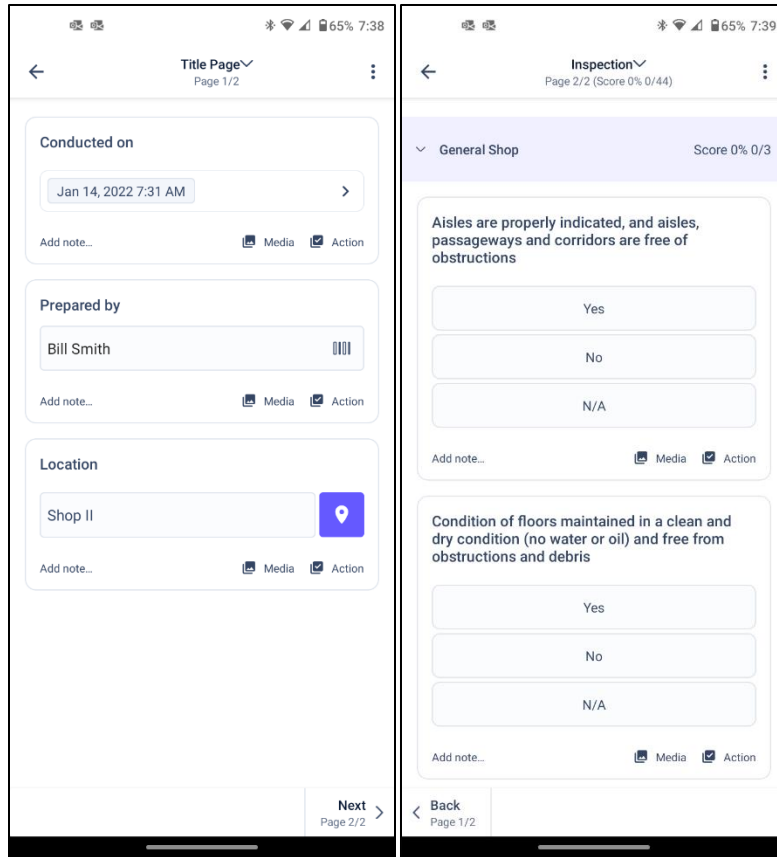 65% 7:38
Title Page
Page 1/2
Conducted on
Jan 14, 2022 7:31 AM
Add note... Media Action
Prepared by
Bill Smith
Add note... Media Action
Location
Shop II
Add note... Media Action
Next
Page 2/2
65% 7:39
Inspection
Page 2/2 (Score 0% 0/44)
General Shop Score 0% 0/3
Aisles are properly indicated, and aisles,
passageways and corridors are free of
obstructions
Yes
No
N/A
Add note... Media Action
Condition of floors maintained in a clean and
dry condition (no water or oil) and free from
obstructions and debris
Yes
No
N/A
Add note... Media Action
Back
Page 1/2